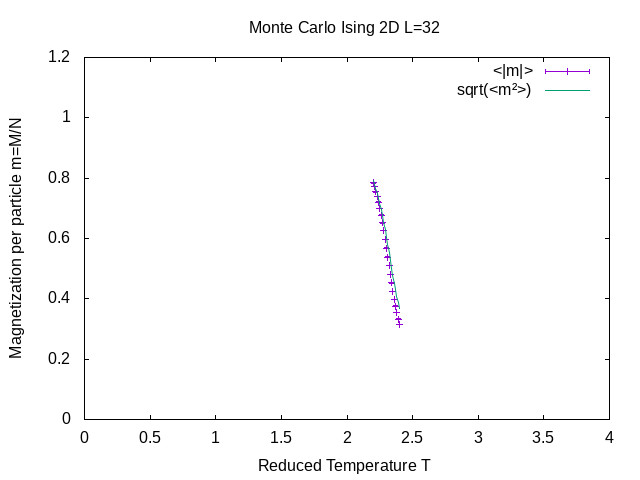 Monte Carlo Ising 2D L=32
<|m|>
sqrt(<m²>)
Magnetization per particle m=M/N
1.2
1
0.8
0.6
0.4
0.2
0
0 0.5 1 1.5 2 2.5 3 3.5 4
Reduced Temperature T